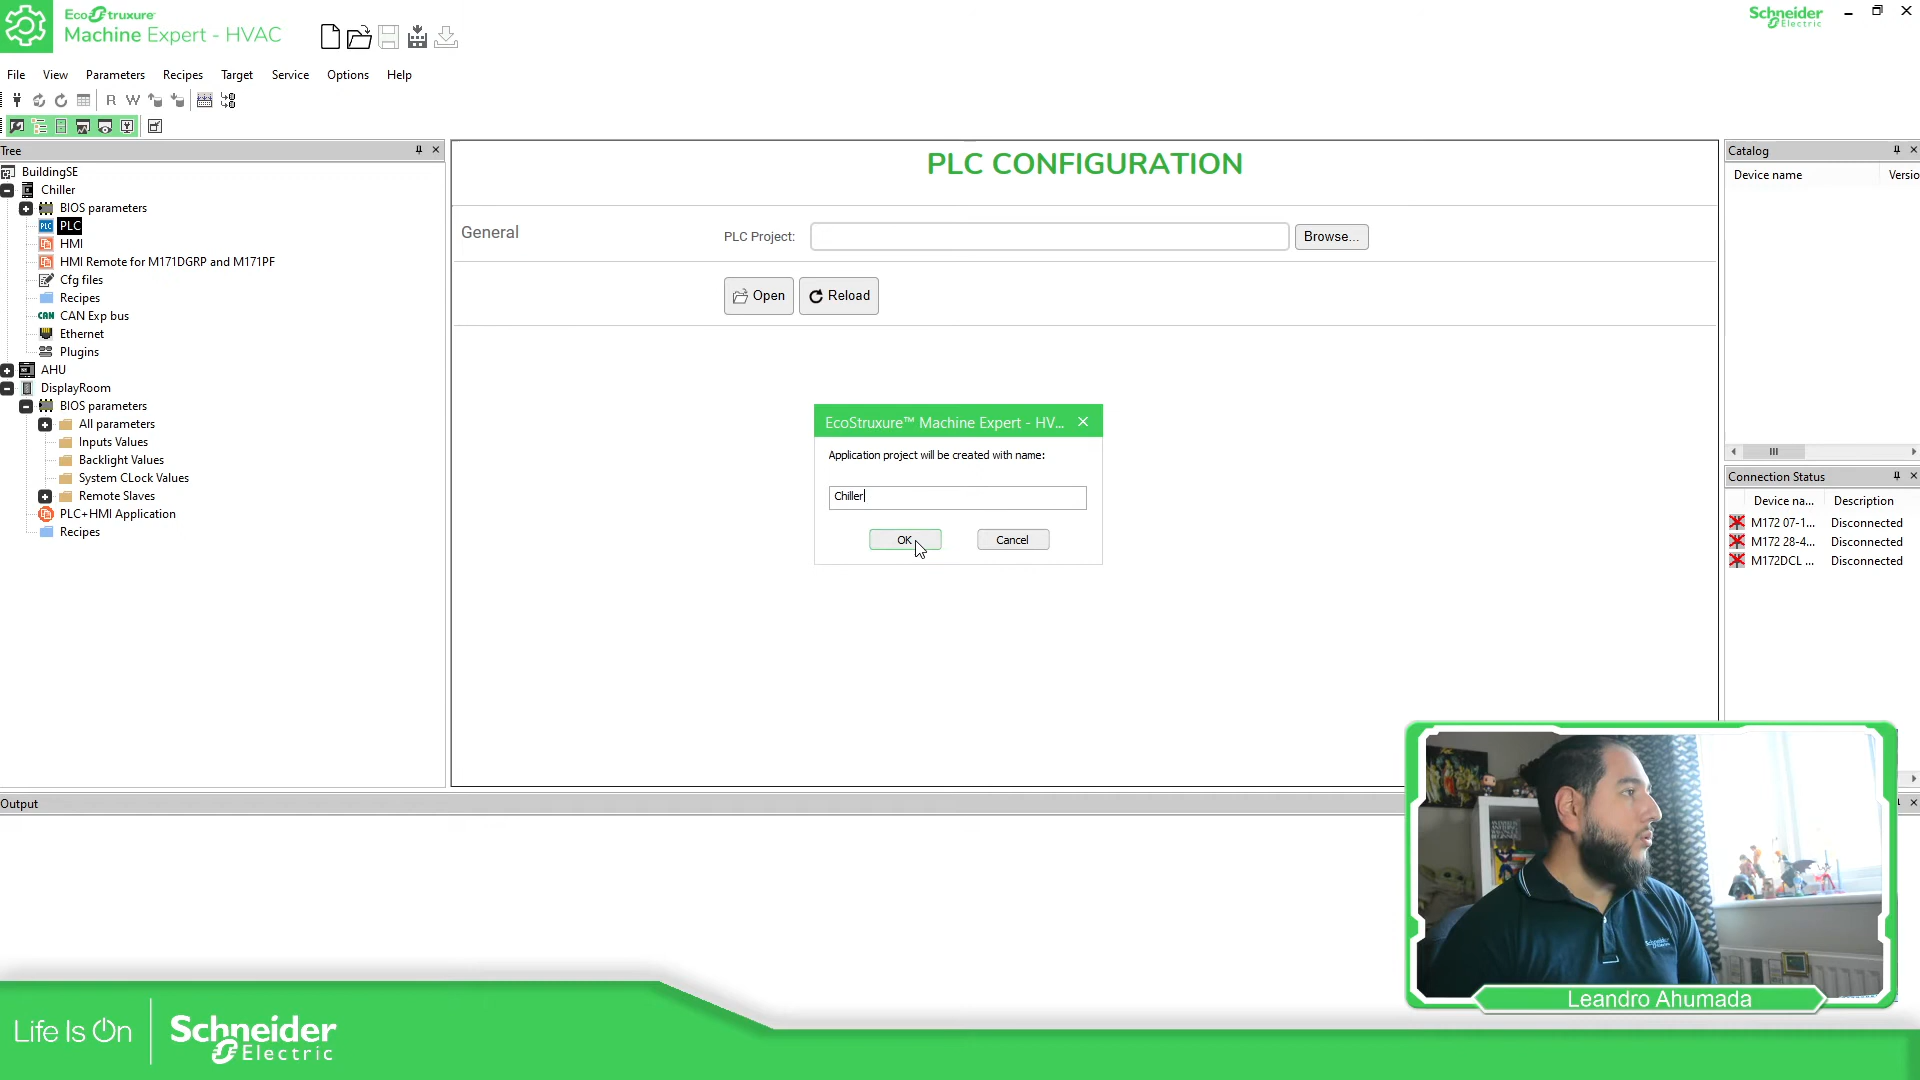 EcoStruxure
Machine Expert - HVAC
Schneider
Electric
File View Parameters Recipes Target Service Options Help
R W
Tree
BuildingSE
Chiller
BIOS parameters
PLC PLC
HMI
HMI Remote for M171DGRP and M171PF
Cfg files
Recipes
CAN CAN Exp bus
Ethernet
Plugins
AHU
DisplayRoom
BIOS parameters
All parameters
Inputs Values
Backlight Values
System CLock Values
Remote Slaves
PLC+HMI Application
Recipes
PLC CONFIGURATION
General
PLC Project:
Browse...
Open
Reload
EcoStruxure™ Machine Expert - HV...
Application project will be created with name:
Chiller
OK
Cancel
Catalog
Device name Versio
Connection Status
Device na... Description
M172 07-1... Disconnected
M172 28-4... Disconnected
M172DCL ... Disconnected
Output
Schneider
Electric
Leandro Ahumada
Life Is On
Schneider
Electric